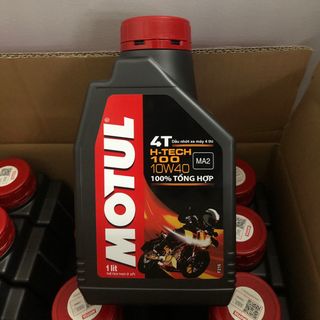 MOTUL
4T
Dầu nhớt xe máy 4 thì
H-TECH
100
10W40
MA2
100% TỔNG HỢP
1 lít